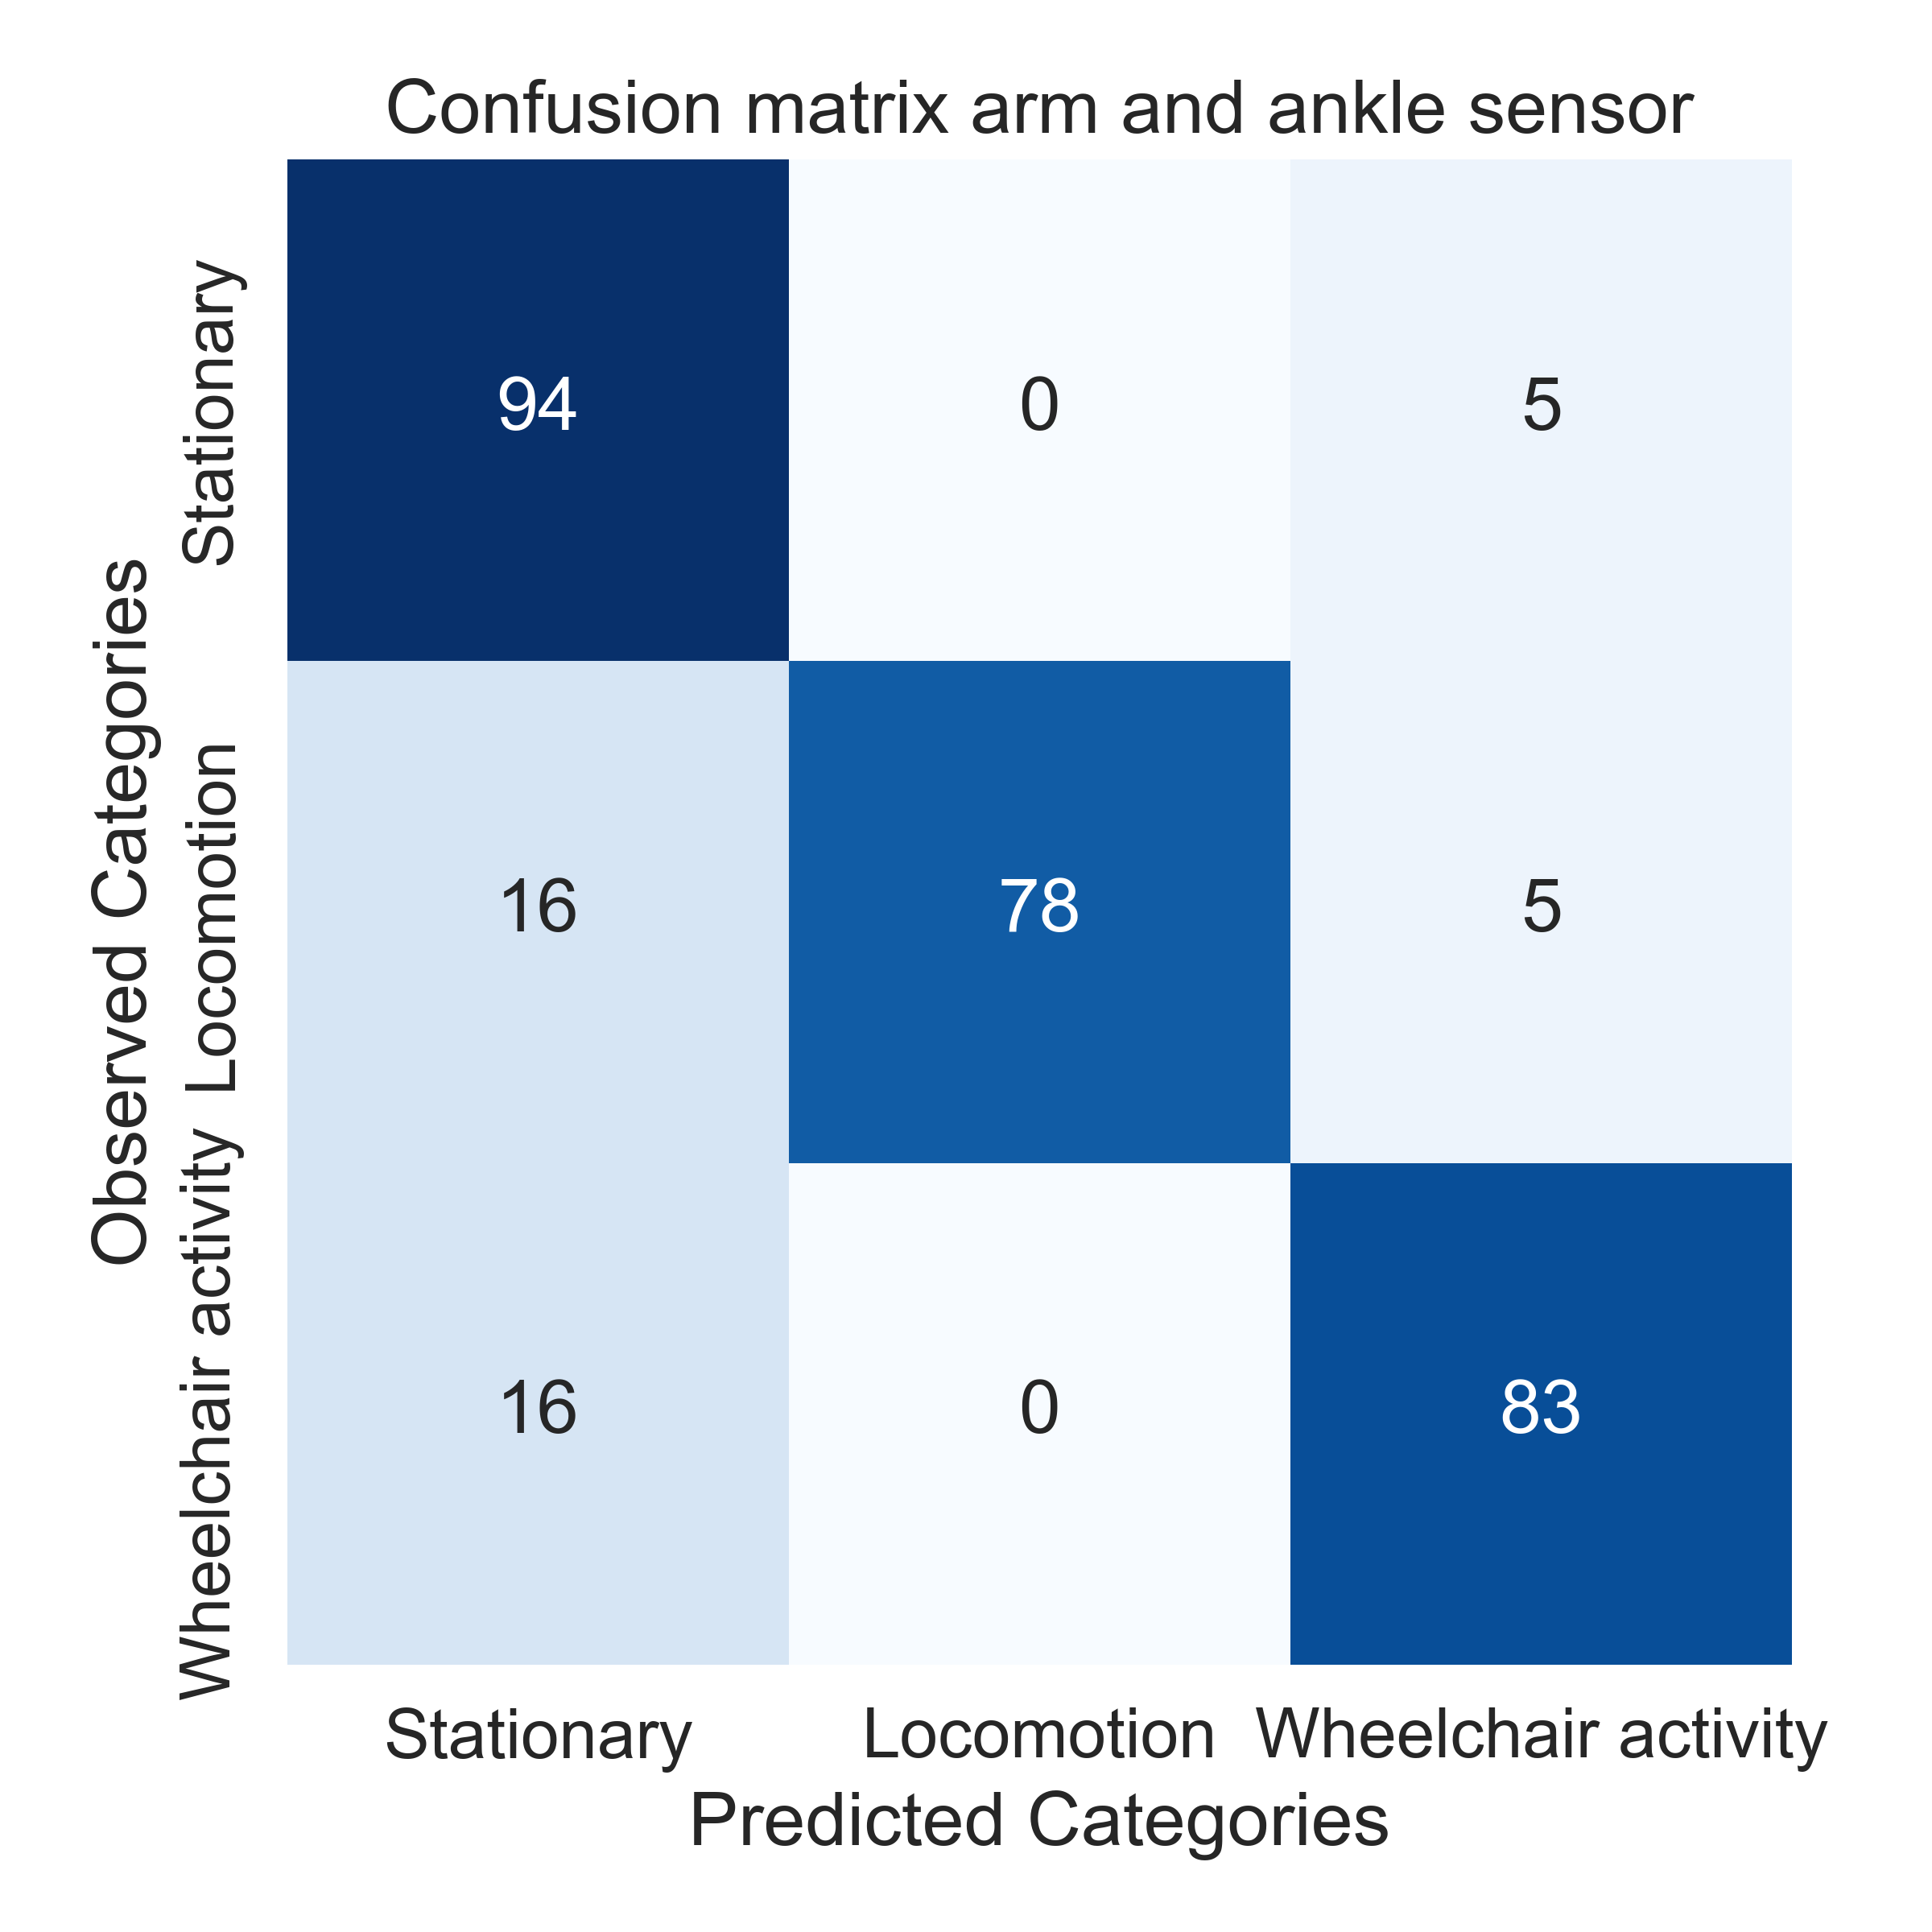 Confusion matrix arm and ankle sensor
Observed Categories
Stationary
94 0 5
Locomotion
16 78 5
Wheelchair activity
16 0 83
Stationary Locomotion Wheelchair activity
Predicted Categories